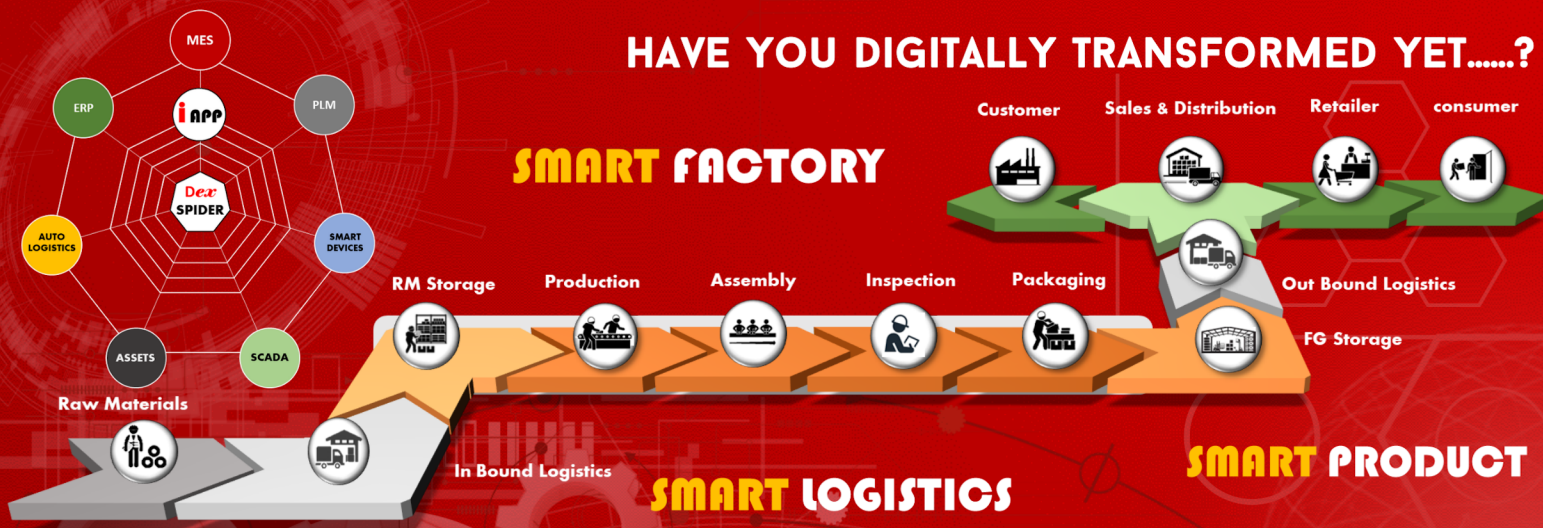 HAVE YOU DIGITALLY TRANSFORMED YET......?
MES
ERP
i APP
PLM
Dex
SPIDER
AUTO
LOGISTICS
SMART
DEVICES
ASSETS
SCADA
SMART FACTORY
Customer
Sales & Distribution
Retailer
consumer
RM Storage
Production
Assembly
Inspection
Packaging
Out Bound Logistics
FG Storage
Raw Materials
In Bound Logistics
SMART LOGISTICS
SMART PRODUCT